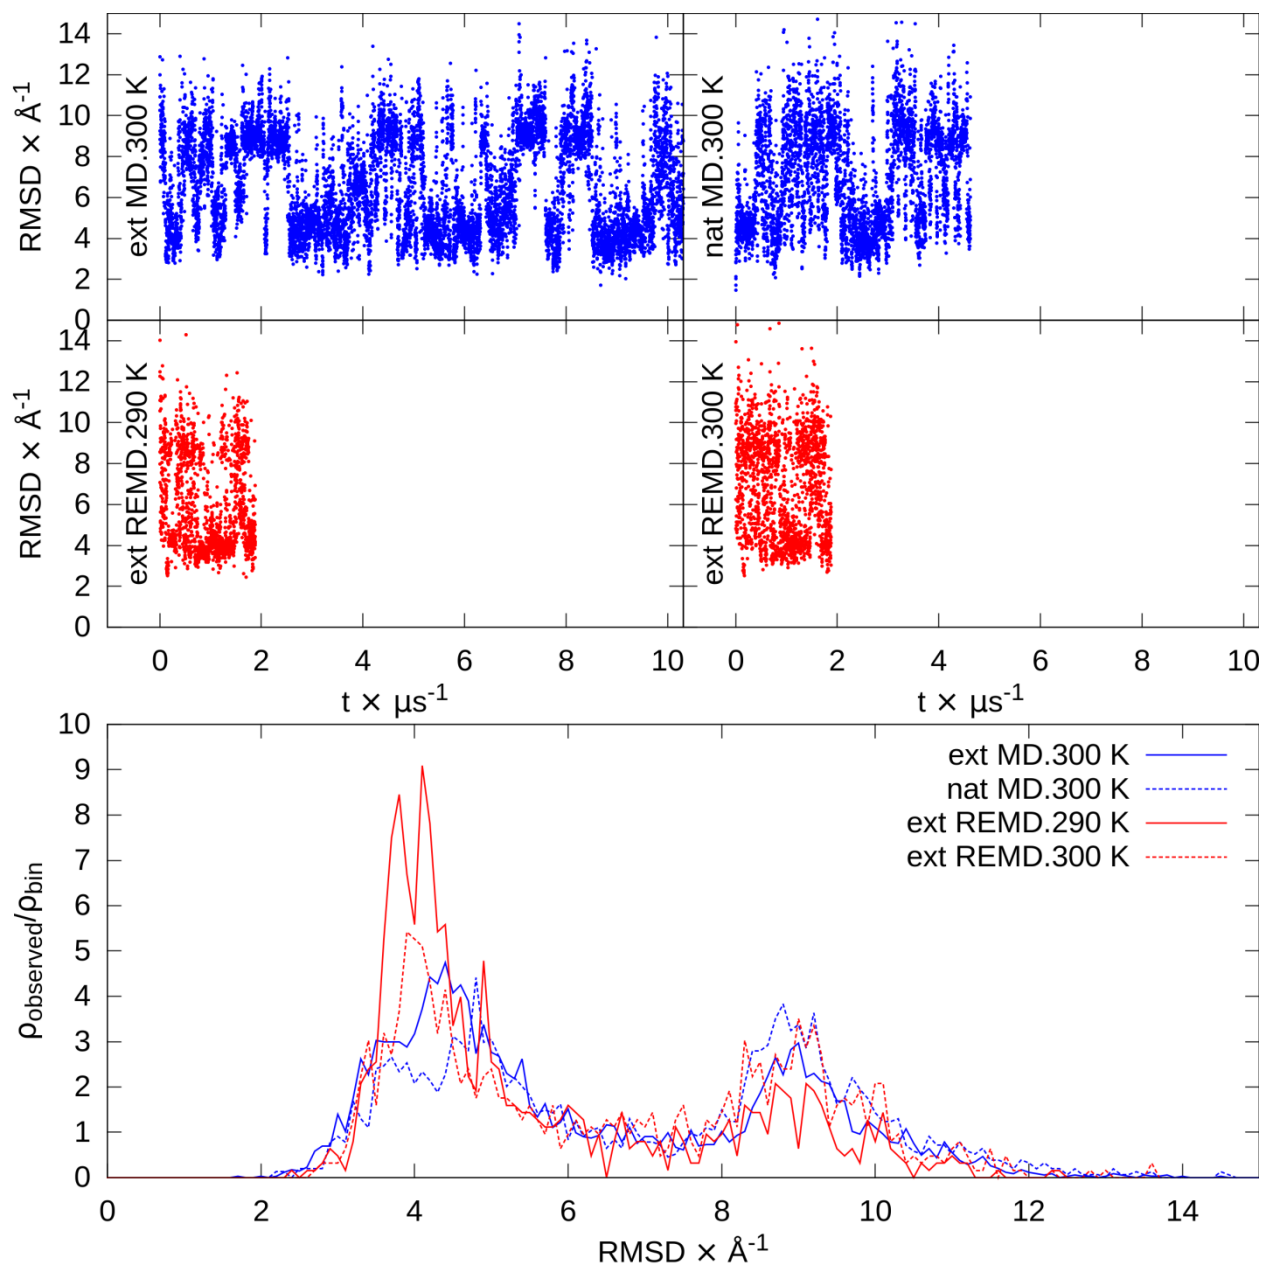 14
12
10
8
6
4
2
0
RMSD × Å⁻¹
ext MD.300 K
nat MD.300 K
14
12
10
8
6
4
2
0
RMSD × Å⁻¹
ext REMD.290 K
ext REMD.300 K
0 2 4 6 8 10 0 2 4 6 8 10
t × µs⁻¹ t × µs⁻¹
10
9
8
7
6
5
4
3
2
1
0
ρobserved/ρbin
ext MD.300 K
nat MD.300 K
ext REMD.290 K
ext REMD.300 K
0 2 4 6 8 10 12 14
RMSD × Å⁻¹